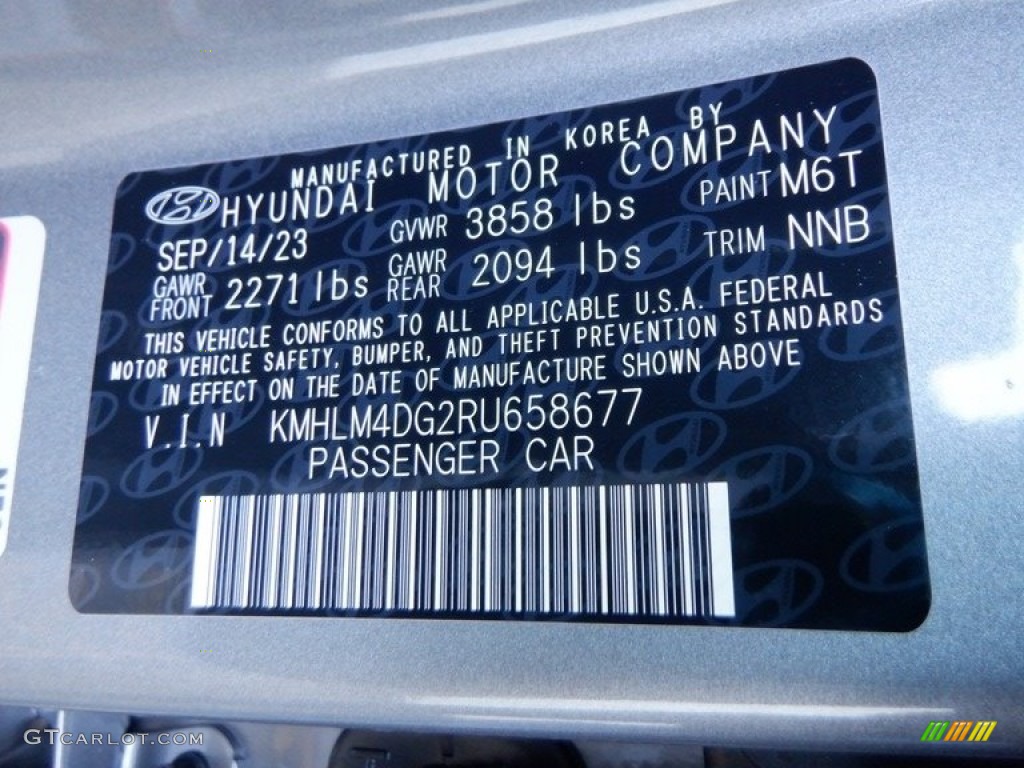 MANUFACTURED IN KOREA BY
HYUNDAI MOTOR COMPANY
SEP/14/23 GVWR 3858 lbs PAINT M6T
GAWR FRONT 2271 lbs GAWR REAR 2094 lbs TRIM NNB
THIS VEHICLE CONFORMS TO ALL APPLICABLE U.S.A. FEDERAL
MOTOR VEHICLE SAFETY, BUMPER, AND THEFT PREVENTION STANDARDS
IN EFFECT ON THE DATE OF MANUFACTURE SHOWN ABOVE
V.I.N KMHLM4DG2RU658677
PASSENGER CAR
GTCARLOT.COM